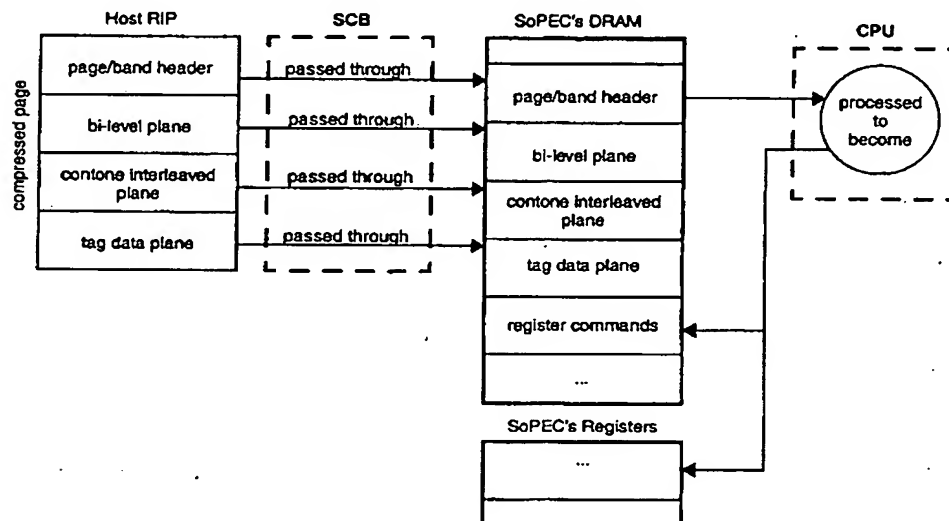 Host RIP
SCB
SoPEC's DRAM
CPU
compressed page
page/band header
bi-level plane
contone interleaved
plane
tag data plane
passed through
passed through
passed through
passed through
page/band header
bi-level plane
contone interleaved
plane
tag data plane
register commands
...
processed
to
become
SoPEC's Registers
...